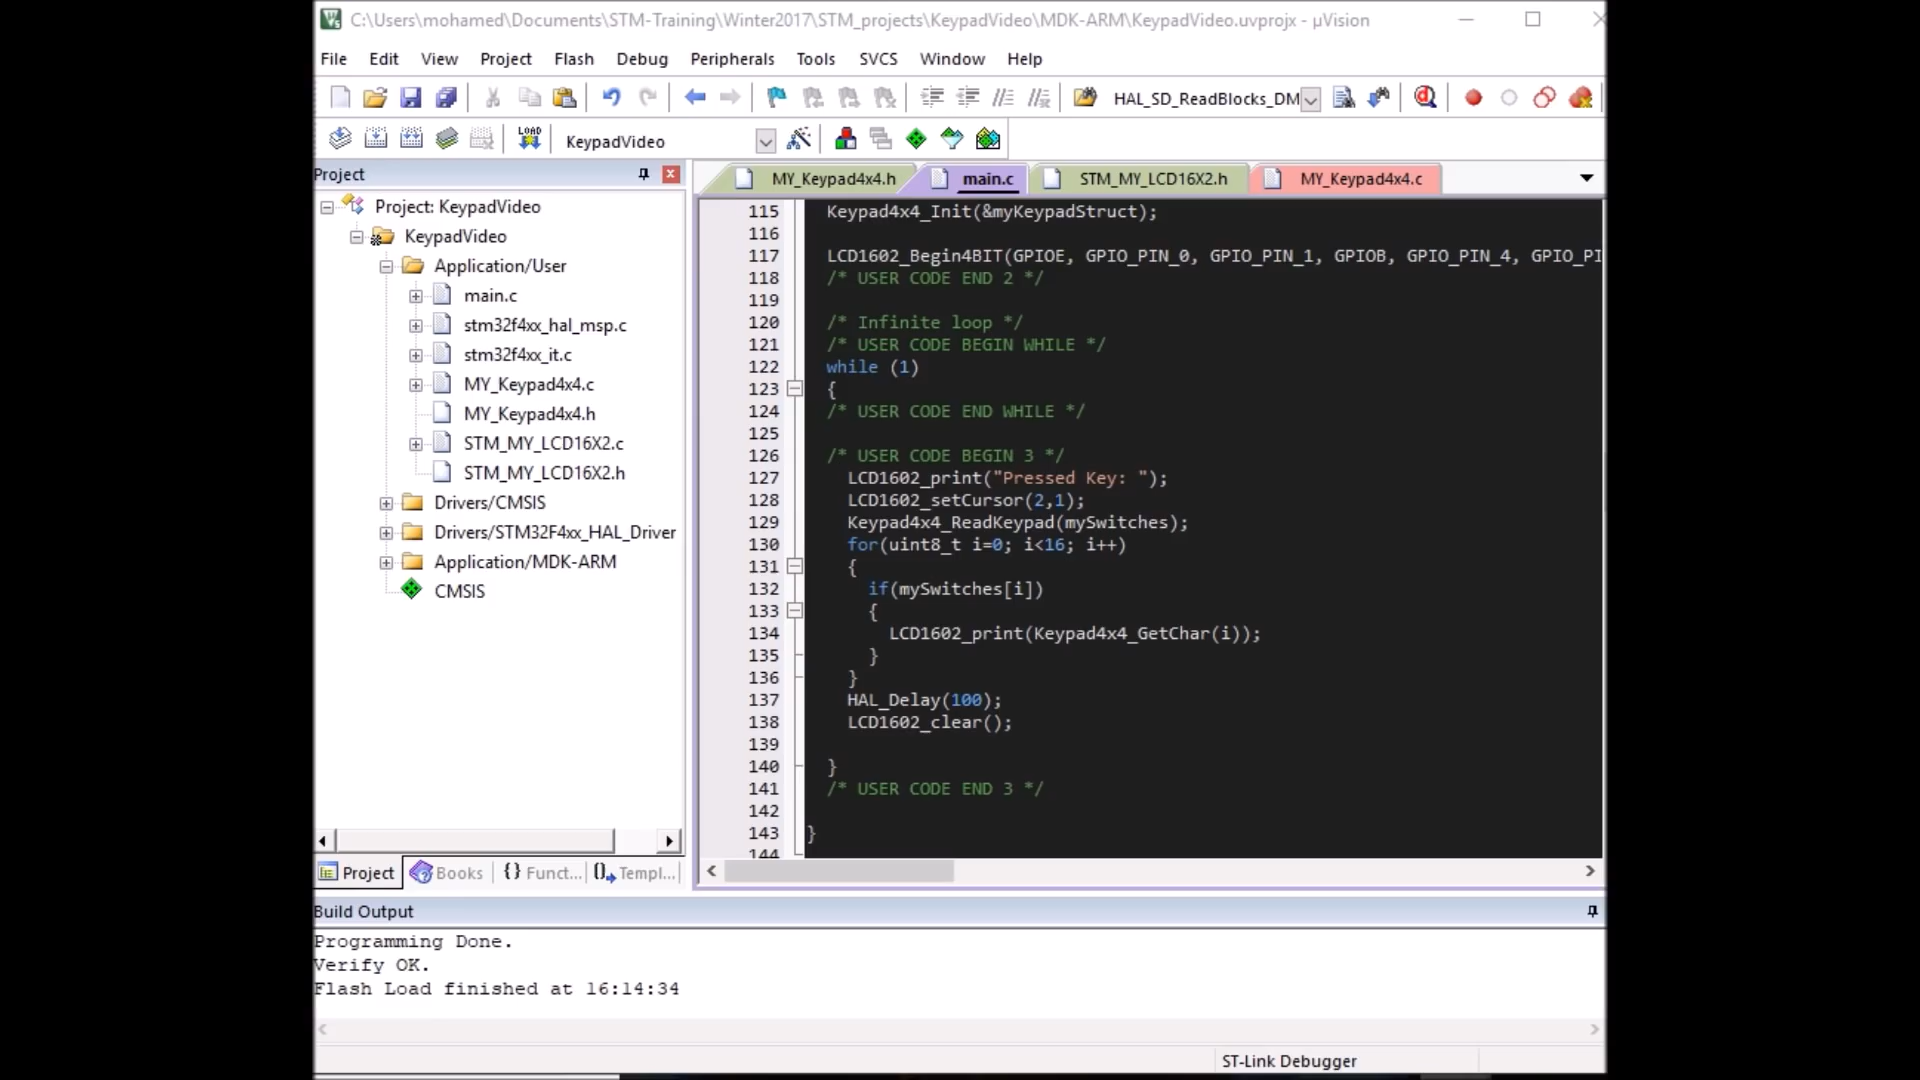 C:\Users\mohamed\Documents\STM-Training\Winter2017\STM_projects\KeypadVideo\MDK-ARM\KeypadVideo.uvprojx - µVision
File Edit View Project Flash Debug Peripherals Tools SVCS Window Help
HAL_SD_ReadBlocks_DM
LOAD KeypadVideo
Project
Project: KeypadVideo
KeypadVideo
Application/User
main.c
stm32f4xx_hal_msp.c
stm32f4xx_it.c
MY_Keypad4x4.c
MY_Keypad4x4.h
STM_MY_LCD16X2.c
STM_MY_LCD16X2.h
Drivers/CMSIS
Drivers/STM32F4xx_HAL_Driver
Application/MDK-ARM
CMSIS
Project Books {} Funct... Templ...
MY_Keypad4x4.h main.c STM_MY_LCD16X2.h MY_Keypad4x4.c
115 Keypad4x4_Init(&myKeypadStruct);
116
117 LCD1602_Begin4BIT(GPIOE, GPIO_PIN_0, GPIO_PIN_1, GPIOB, GPIO_PIN_4, GPIO_PI
118 /* USER CODE END 2 */
119
120 /* Infinite loop */
121 /* USER CODE BEGIN WHILE */
122 while (1)
123 {
124 /* USER CODE END WHILE */
125
126 /* USER CODE BEGIN 3 */
127 LCD1602_print("Pressed Key: ");
128 LCD1602_setCursor(2,1);
129 Keypad4x4_ReadKeypad(mySwitches);
130 for(uint8_t i=0; i<16; i++)
131 {
132 if(mySwitches[i])
133 {
134 LCD1602_print(Keypad4x4_GetChar(i));
135 }
136 }
137 HAL_Delay(100);
138 LCD1602_clear();
139
140 }
141 /* USER CODE END 3 */
142
143 }
144
Build Output
Programming Done.
Verify OK.
Flash Load finished at 16:14:34
ST-Link Debugger